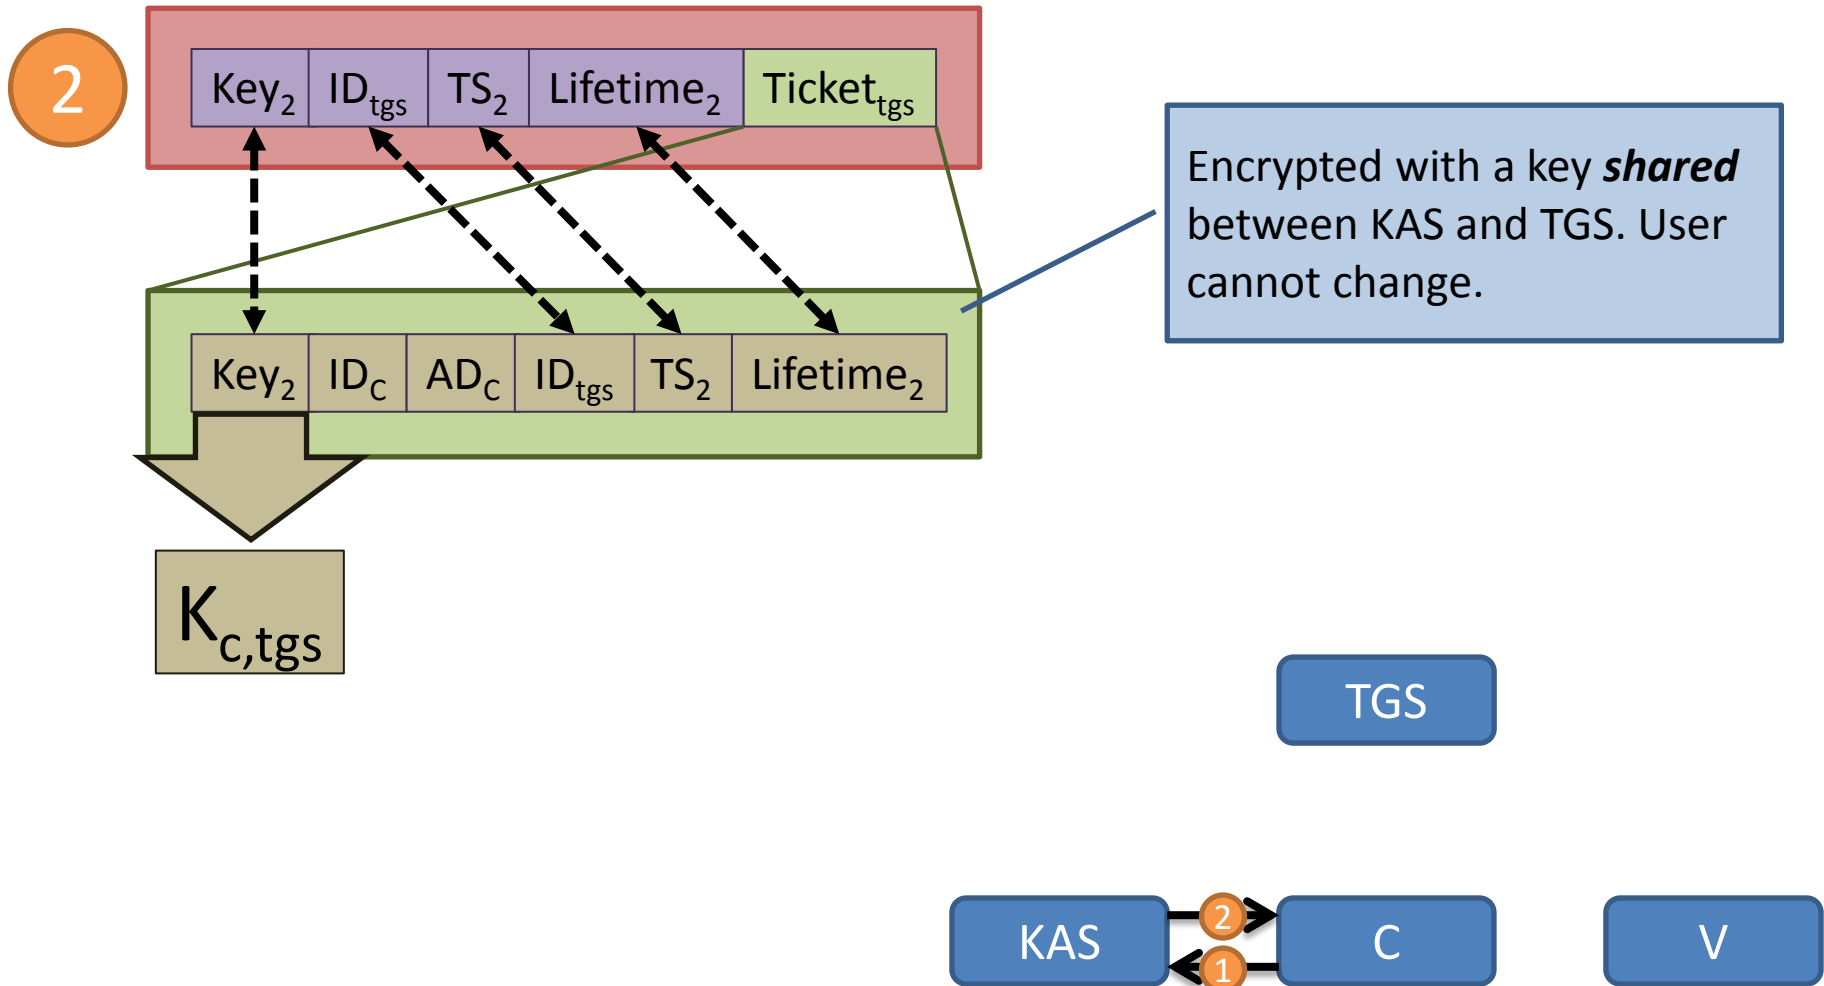 2
Key2 IDtgs TS2 Lifetime2 Tickettgs
Encrypted with a key shared
between KAS and TGS. User
cannot change.
Key2 IDC ADC IDtgs TS2 Lifetime2
Kc,tgs
TGS
KAS 2 C V
1